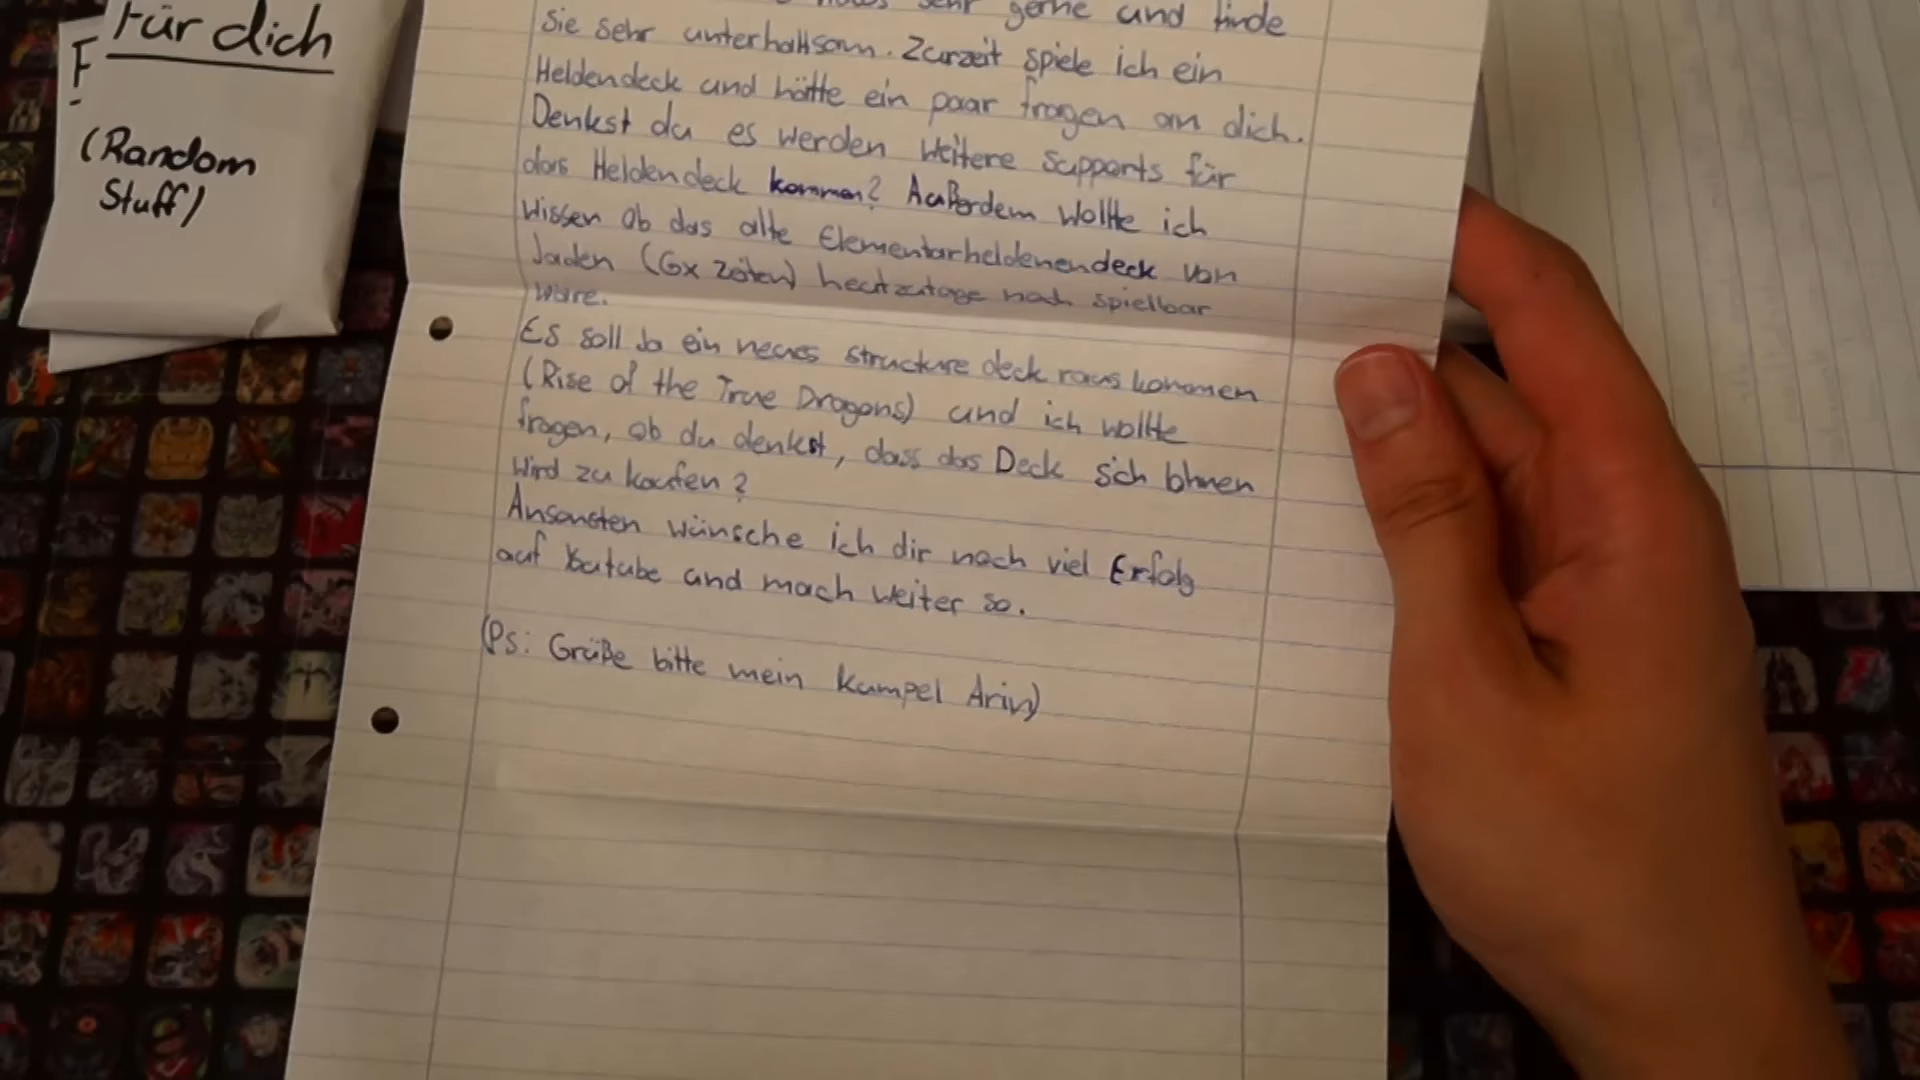 Für dich
F
(Random
Stuff)
sehr gerne und finde
Sie sehr unterhaltsam. Zurzeit spiele ich ein
Heldendeck und hätte ein paar fragen an dich.
Denkst du es werden weitere Supports für
das Heldendeck kommen? Außerdem wollte ich
wissen ob das alte Elementarheldenendeck von
Jaden (Gx zeiten) heutzutage noch spielbar
wäre.
Es soll Ja ein neues structure deck raus kommen
(Rise of the True Dragons) und ich wollte
fragen, ob du denkst, dass das Deck sich lohnen
wird zu kaufen?
Ansonsten wünsche ich dir noch viel Erfolg
auf Youtube und mach weiter so.
(Ps: Grüße bitte mein kumpel Arin)